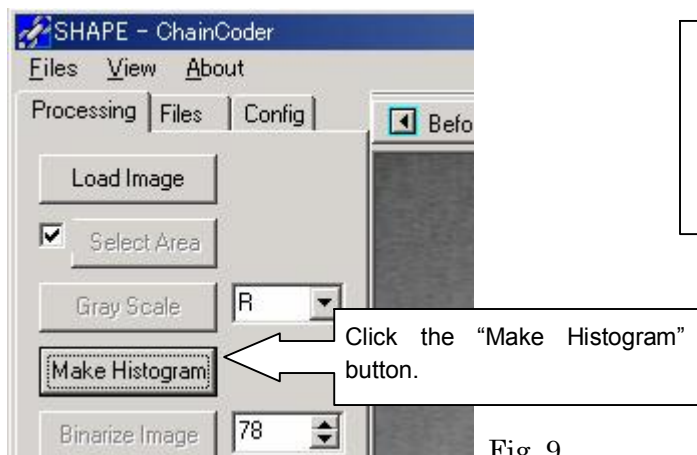 SHAPE - ChainCoder
Files View About
Processing Files Config
Befo
Load Image
Select Area
Gray Scale R
Make Histogram
Click the “Make Histogram”
button.
Binarize Image 78
Fig. 9